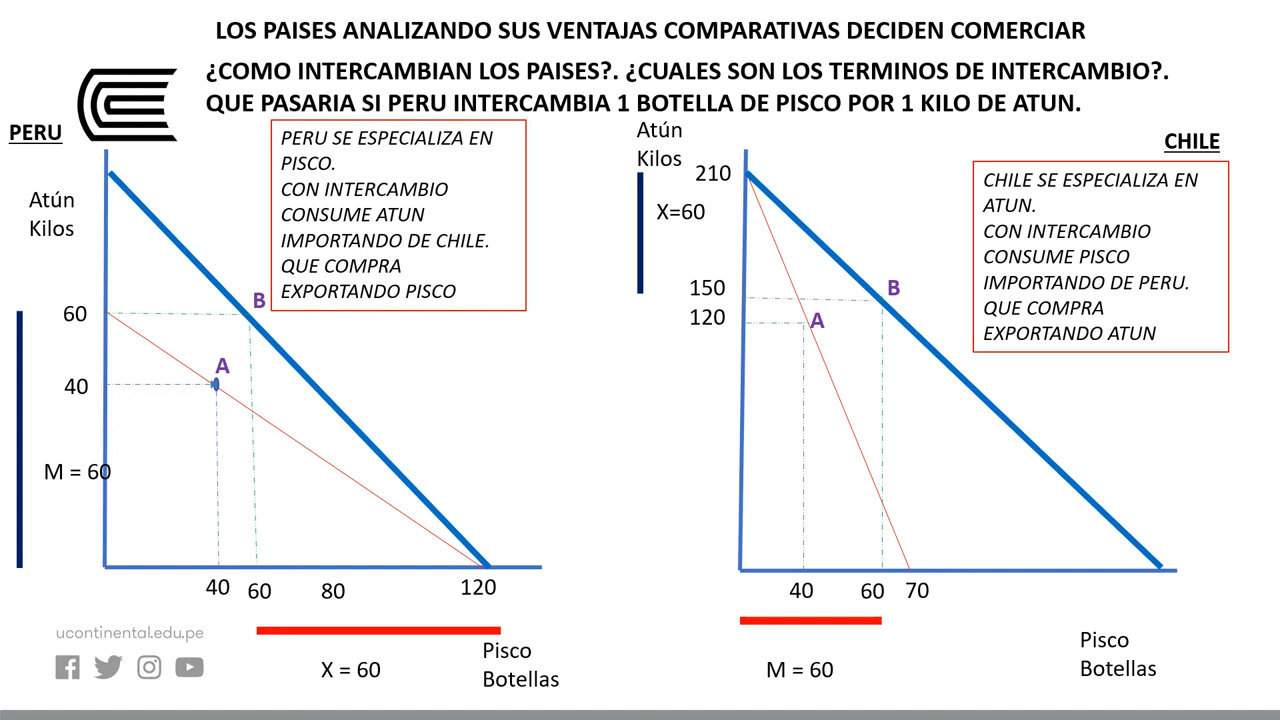 LOS PAISES ANALIZANDO SUS VENTAJAS COMPARATIVAS DECIDEN COMERCIAR
¿COMO INTERCAMBIAN LOS PAISES?. ¿CUALES SON LOS TERMINOS DE INTERCAMBIO?.
QUE PASARIA SI PERU INTERCAMBIA 1 BOTELLA DE PISCO POR 1 KILO DE ATUN.
PERU
Atún
Kilos
PERU SE ESPECIALIZA EN
PISCO.
CON INTERCAMBIO
CONSUME ATUN
IMPORTANDO DE CHILE.
QUE COMPRA
EXPORTANDO PISCO
60
B
A
40
M = 60
40
60
80
120
X = 60
Pisco
Botellas
Atún
Kilos
CHILE
210
X=60
CHILE SE ESPECIALIZA EN
ATUN.
CON INTERCAMBIO
CONSUME PISCO
IMPORTANDO DE PERU.
QUE COMPRA
EXPORTANDO ATUN
150
B
120
A
40
60
70
M = 60
Pisco
Botellas
ucontinental.edu.pe